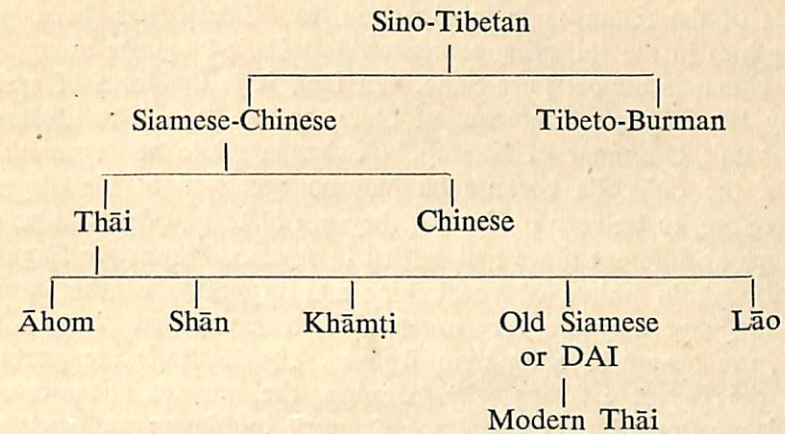 Sino-Tibetan
Siamese-Chinese Tibeto-Burman
Thāi Chinese
Āhom Shān Khāmṭi Old Siamese Lāo
or DAI
Modern Thāi